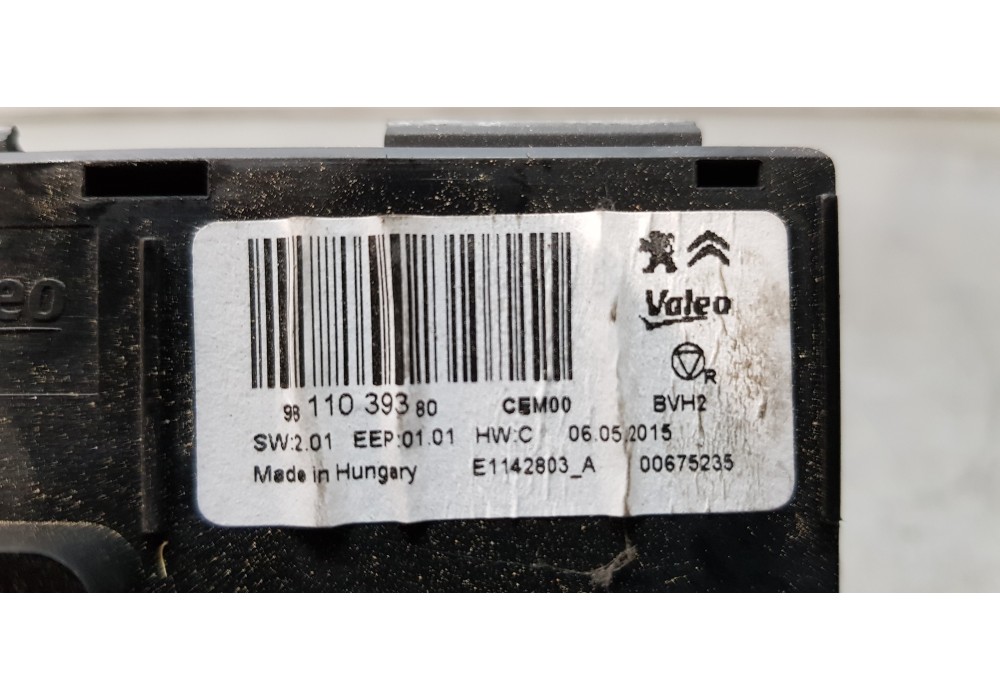 Valeo
98 110 393 80 CEM00 BVH2
SW:2.01 EEP:01.01 HW:C 06.05.2015
Made in Hungary E1142803_A 00675235
R